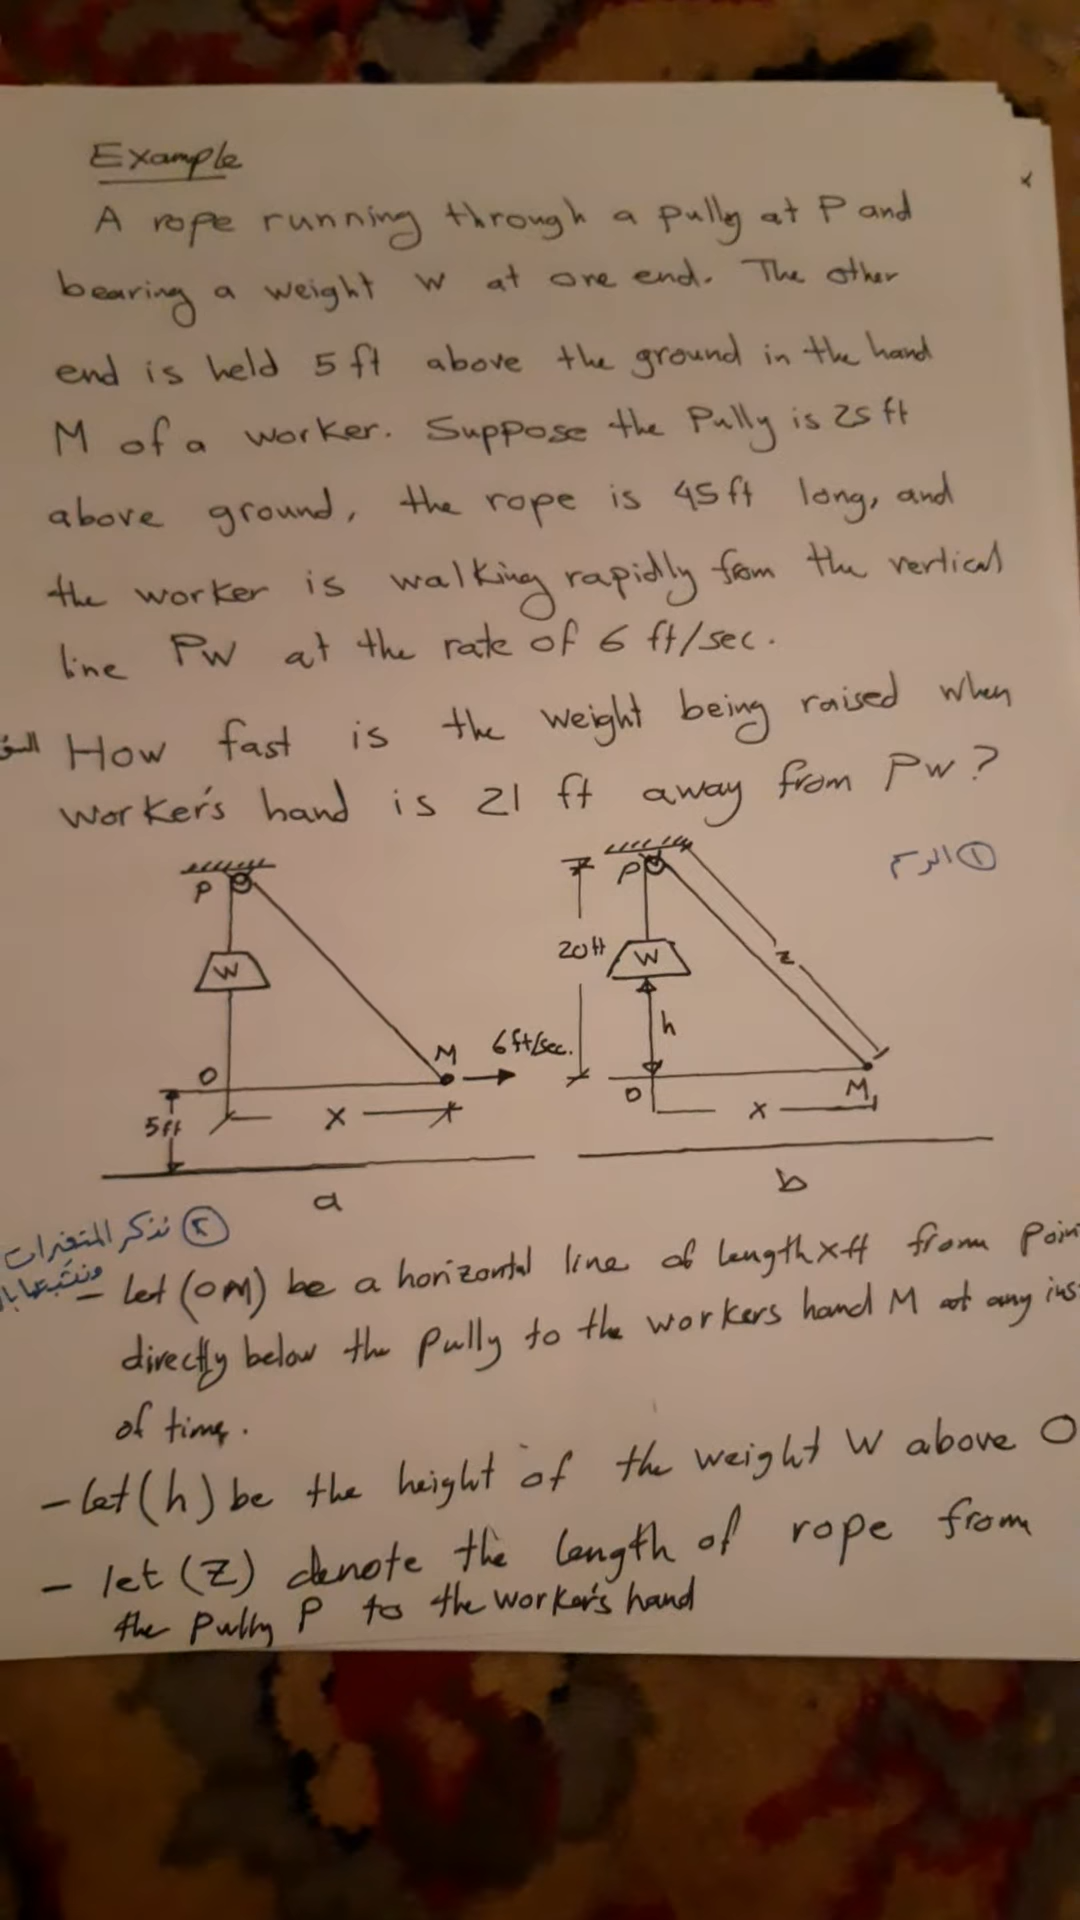 Example
A rope running through a pully at P and
bearing a weight W at one end. The other
end is held 5 ft above the ground in the hand
M of a worker. Suppose the Pully is 25 ft
above ground, the rope is 45 ft long, and
the worker is walking rapidly from the vertical
line PW at the rate of 6 ft/sec.
How fast is the weight being raised when
worker's hand is 21 ft away from PW?
① الرسم
P
W
O
M
6 ft/sec.
5ft
X
a
P
20ft
W
z
h
O
M
X
b
② نذكر المتغيرات
- let (OM) be a horizontal line of length x ft from Poin
directly below the Pully to the workers hand M at any ins
of time.
- let (h) be the height of the weight W above O
- let (Z) denote the length of rope from
the Pully P to the worker's hand